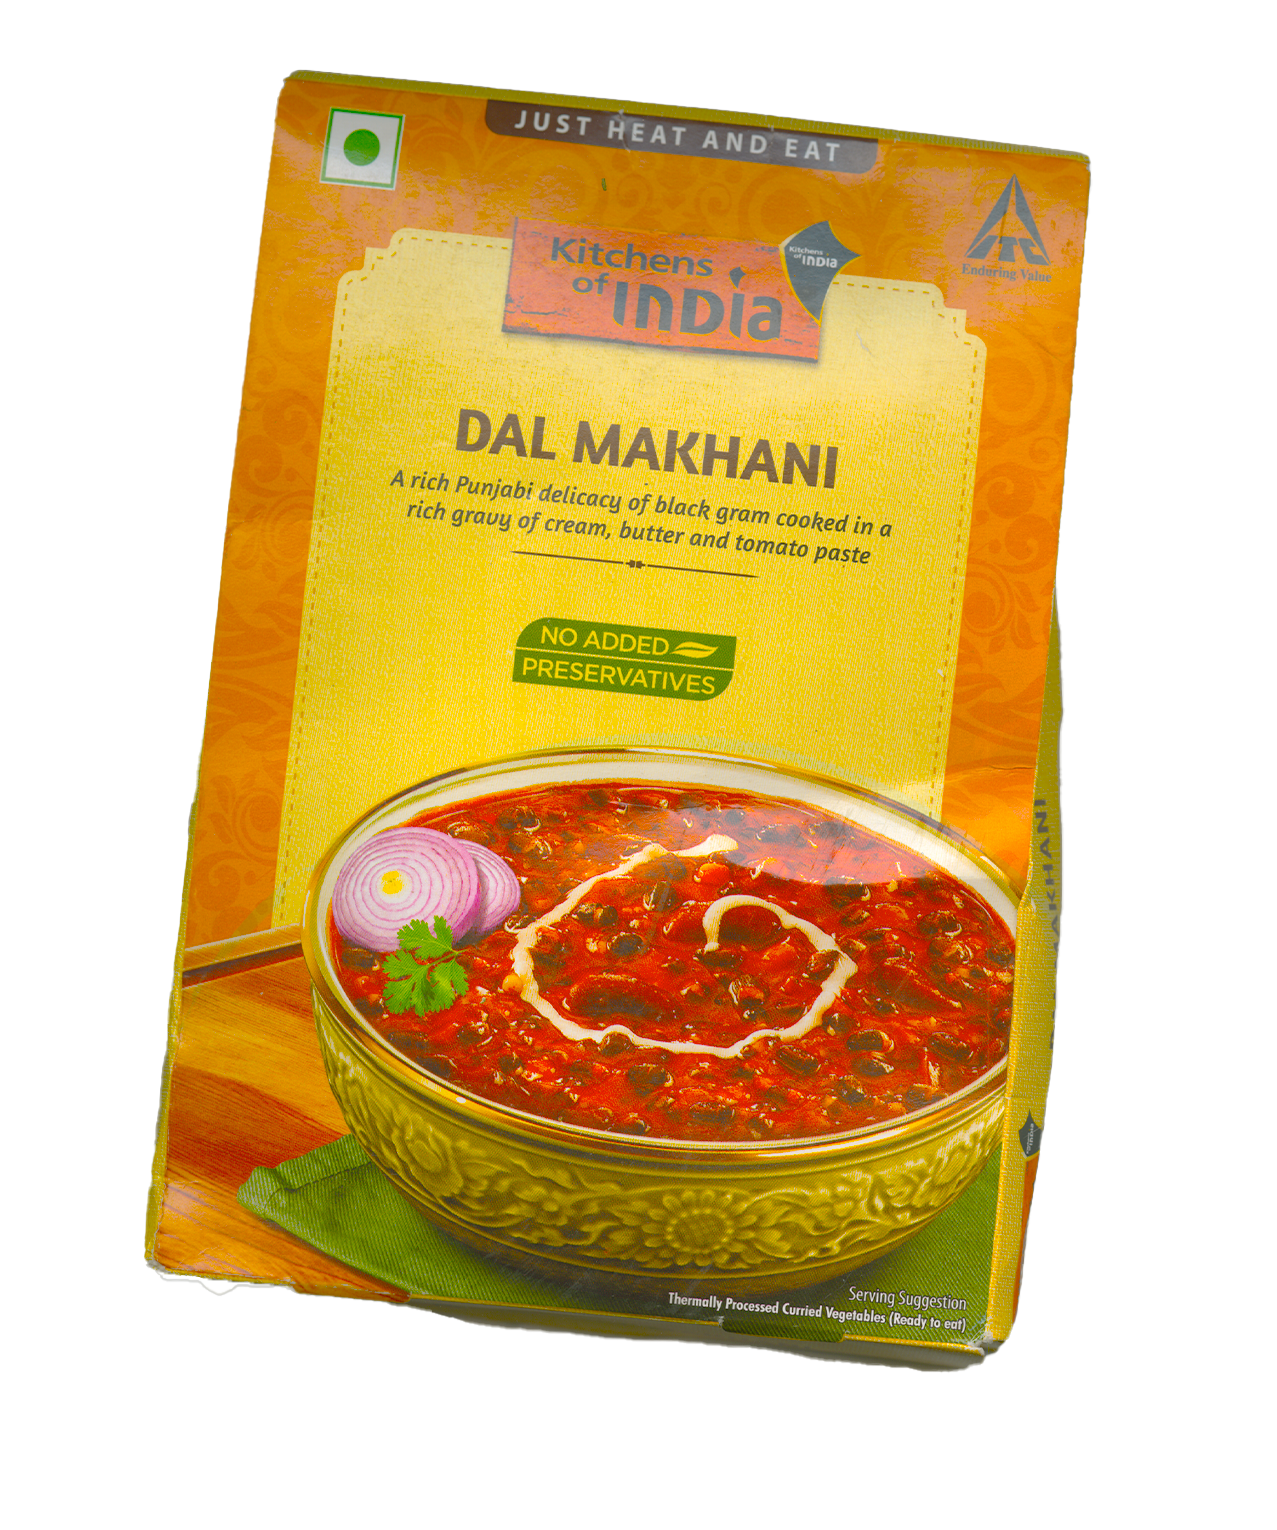 JUST HEAT AND EAT
ITC
Enduring Value
Kitchens
of INDIA
Kitchens
of INDIA
DAL MAKHANI
A rich Punjabi delicacy of black gram cooked in a
rich gravy of cream, butter and tomato paste
NO ADDED
PRESERVATIVES
Serving Suggestion
Thermally Processed Curried Vegetables (Ready to eat)
MAKHANI